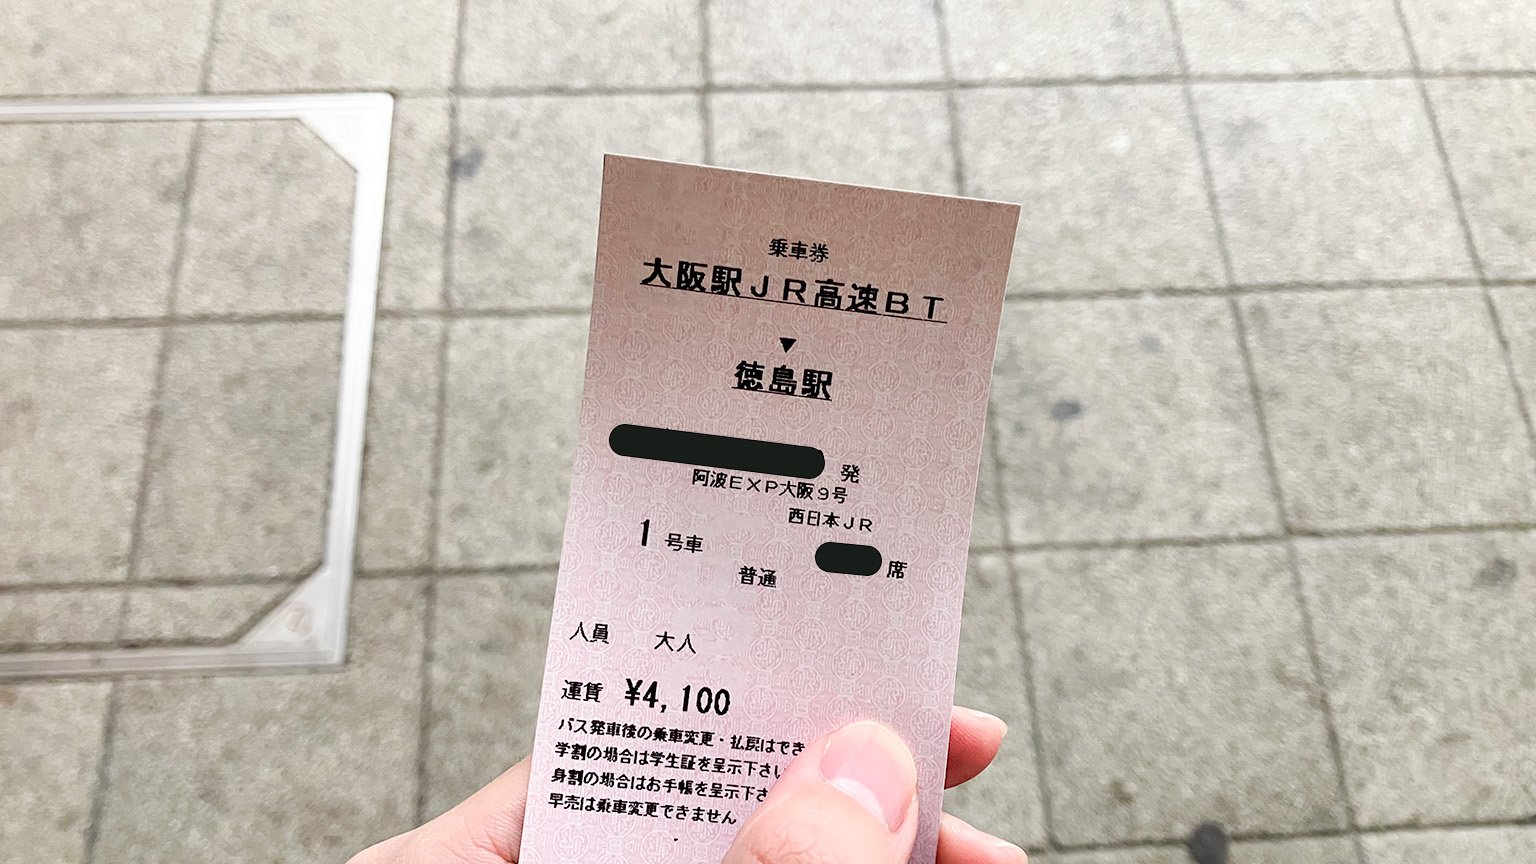 乗車券
大阪駅JR高速BT
▼
徳島駅
発
阿波EXP大阪9号
西日本JR
1号車
席
普通
人員 大人
運賃 ¥4,100
バス発車後の乗車変更・払戻はでき
学割の場合は学生証を呈示下さい
身割の場合はお手帳を呈示下さ
早売は乗車変更できません